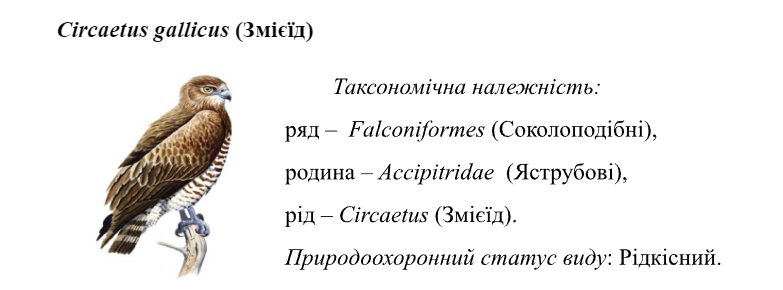 Circaetus gallicus (Змієїд)
Таксономічна належність:
ряд – Falconiformes (Соколоподібні),
родина – Accipitridae (Яструбові),
рід – Circaetus (Змієїд).
Природоохоронний статус виду: Рідкісний.